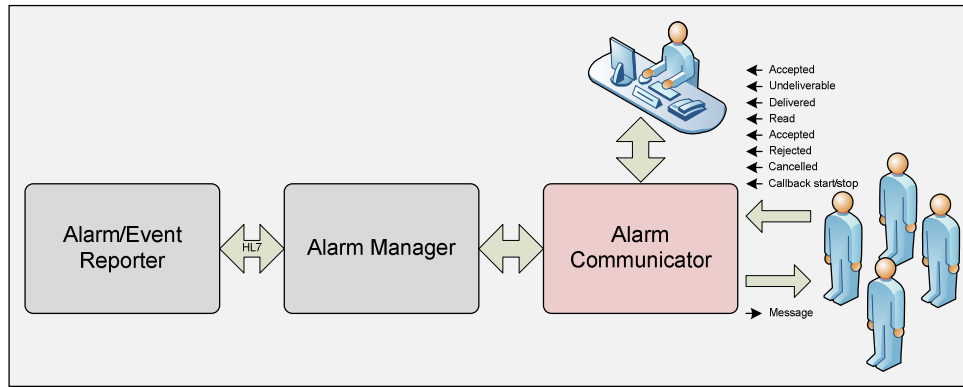 Accepted
Undeliverable
Delivered
Read
Accepted
Rejected
Cancelled
Callback start/stop
Alarm/Event
Reporter
HL7
Alarm Manager
Alarm
Communicator
Message